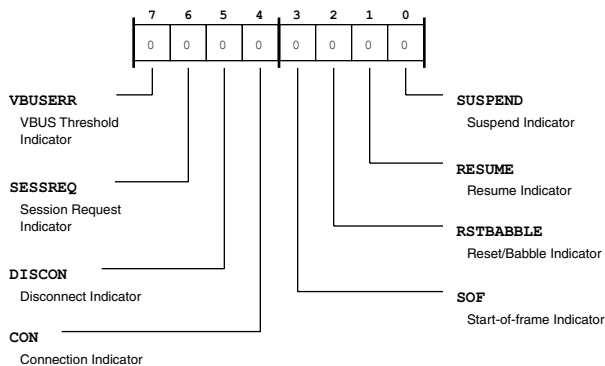 7 6 5 4 3 2 1 0
0 0 0 0 0 0 0 0
VBUSERR
VBUS Threshold
Indicator
SESSREQ
Session Request
Indicator
DISCON
Disconnect Indicator
CON
Connection Indicator
SUSPEND
Suspend Indicator
RESUME
Resume Indicator
RSTBABBLE
Reset/Babble Indicator
SOF
Start-of-frame Indicator